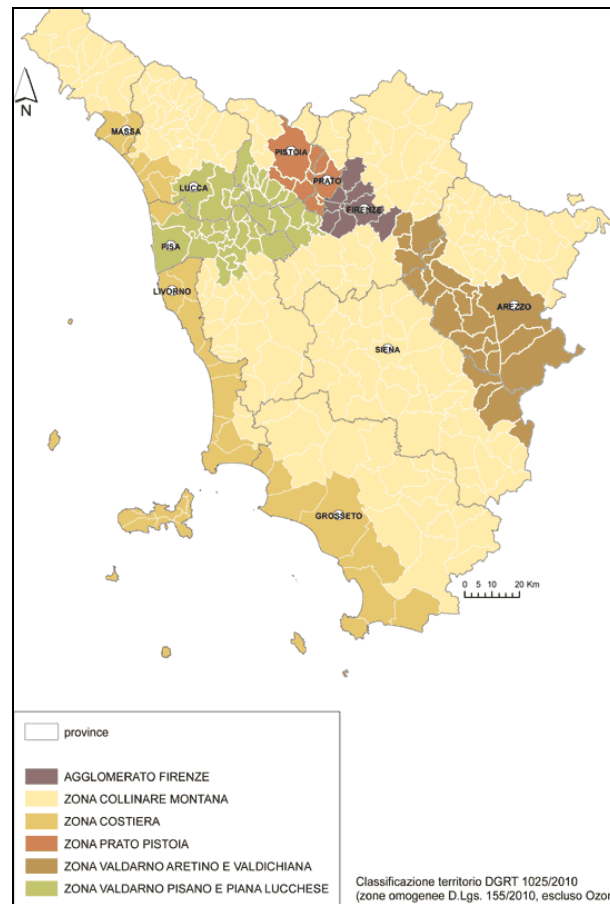 N
MASSA
PISTOIA
PRATO
LUCCA
FIRENZE
PISA
LIVORNO
AREZZO
SIENA
GROSSETO
0 5 10 20 Km
province
AGGLOMERATO FIRENZE
ZONA COLLINARE MONTANA
ZONA COSTIERA
ZONA PRATO PISTOIA
ZONA VALDARNO ARETINO E VALDICHIANA
ZONA VALDARNO PISANO E PIANA LUCCHESE
Classificazione territorio DGRT 1025/2010
(zone omogenee D.Lgs. 155/2010, escluso Ozon